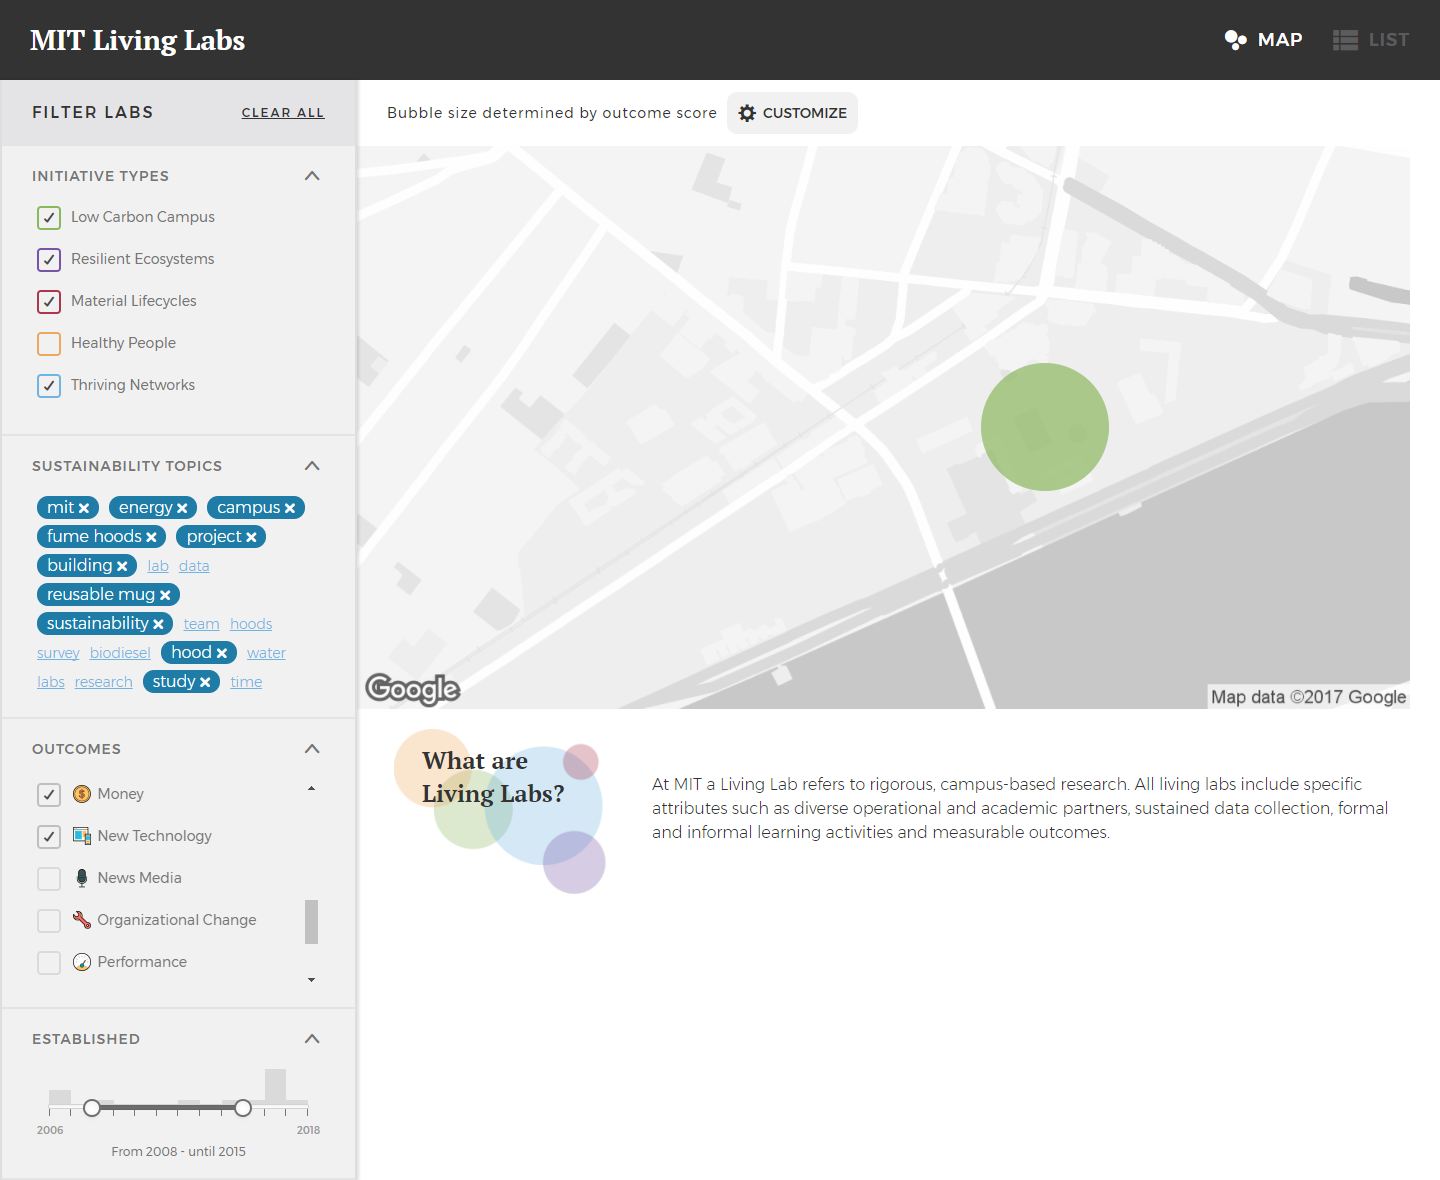 MIT Living Labs
MAP
LIST
FILTER LABS
CLEAR ALL
Bubble size determined by outcome score
CUSTOMIZE
INITIATIVE TYPES
Low Carbon Campus
Resilient Ecosystems
Material Lifecycles
Healthy People
Thriving Networks
SUSTAINABILITY TOPICS
mit energy campus
fume hoods project
building lab data
reusable mug
sustainability team hoods
survey biodiesel hood water
labs research study time
Google
Map data ©2017 Google
OUTCOMES
Money
New Technology
News Media
Organizational Change
Performance
What are
Living Labs?
At MIT a Living Lab refers to rigorous, campus-based research. All living labs include specific
attributes such as diverse operational and academic partners, sustained data collection, formal
and informal learning activities and measurable outcomes.
ESTABLISHED
2006
2018
From 2008 - until 2015